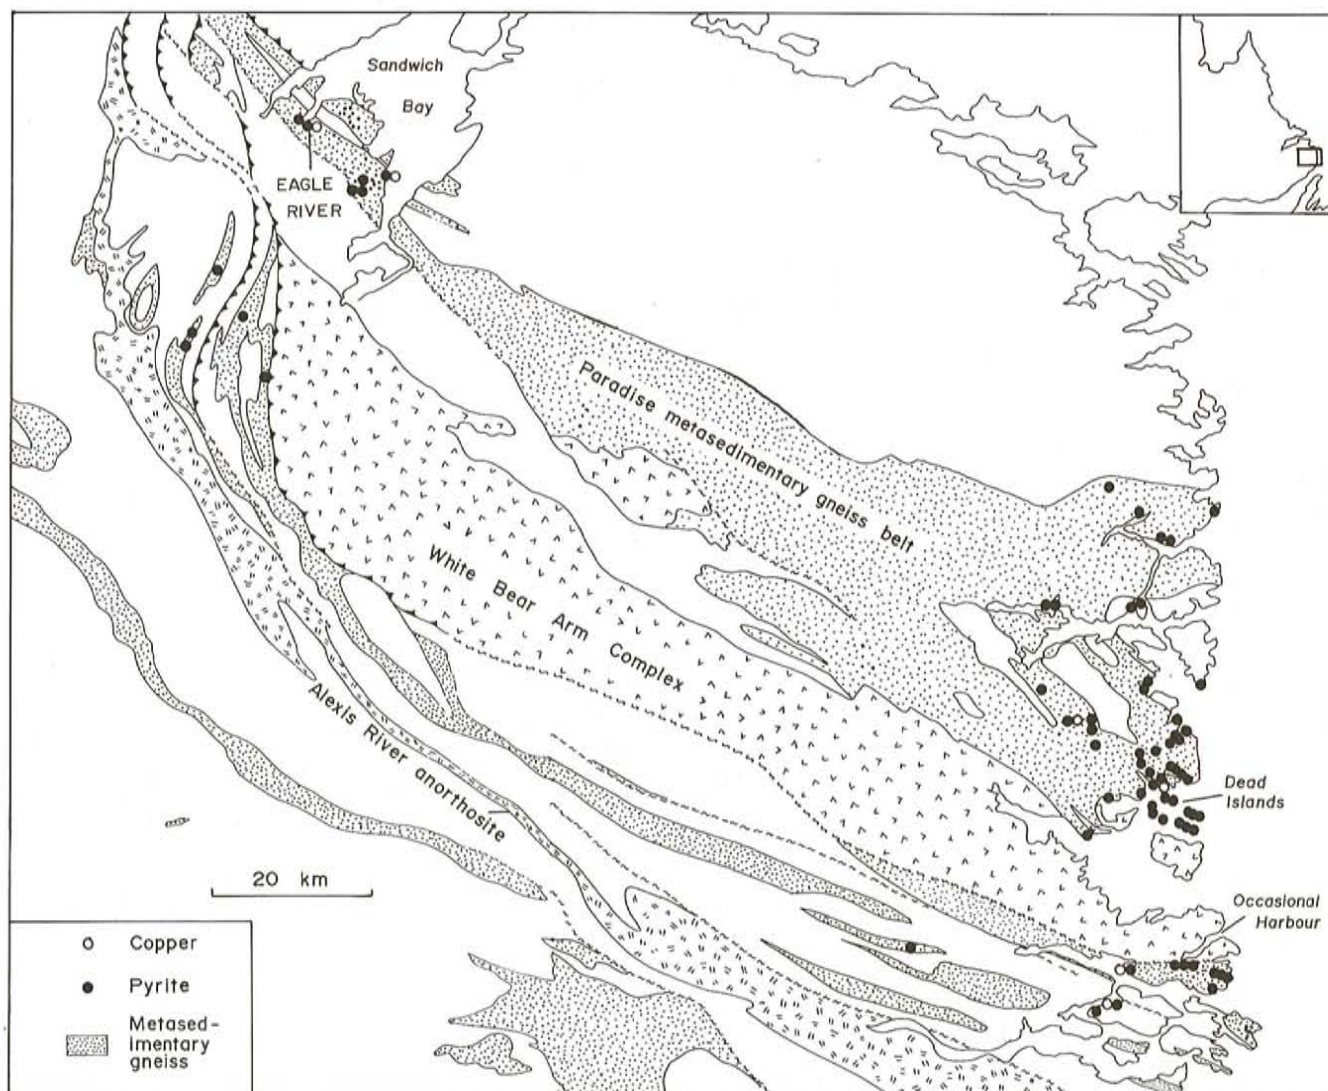 Sandwich
Bay
EAGLE
RIVER
Paradise metasedimentary gneiss belt
White Bear Arm Complex
Alexis River anorthosite
Dead
Islands
20 km
Occasional
Harbour
Copper
Pyrite
Metased-
imentary
gneiss